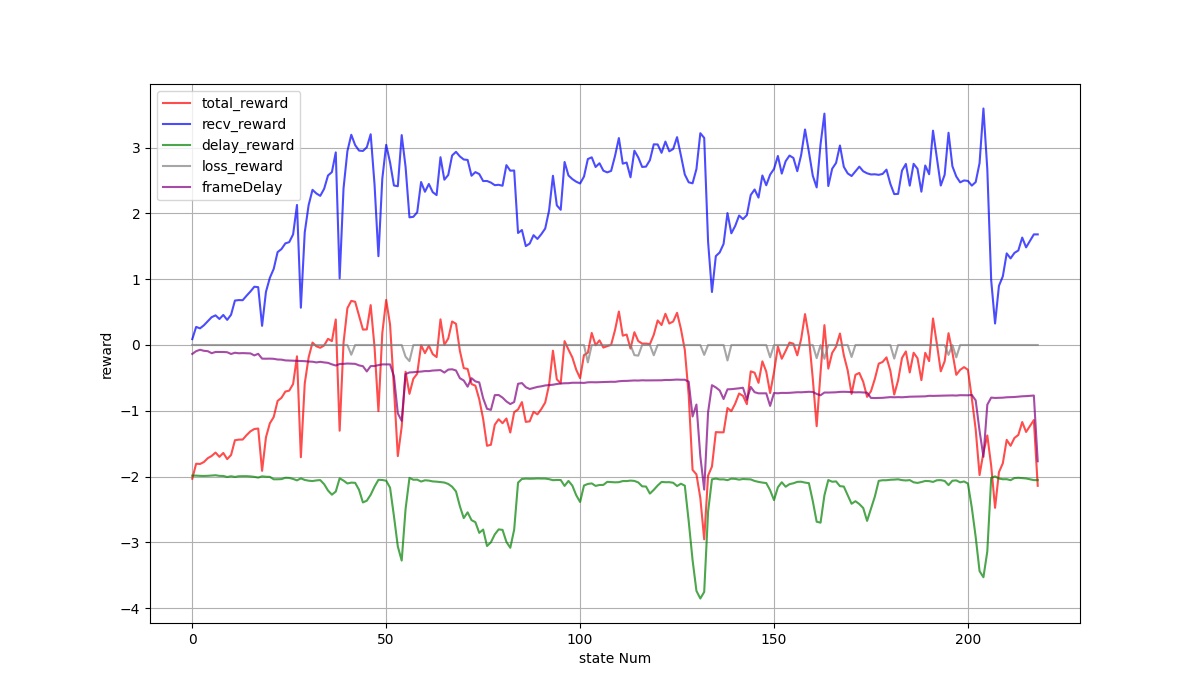 total_reward
recv_reward
delay_reward
loss_reward
frameDelay
reward
3
2
1
0
−1
−2
−3
−4
0 50 100 150 200
state Num